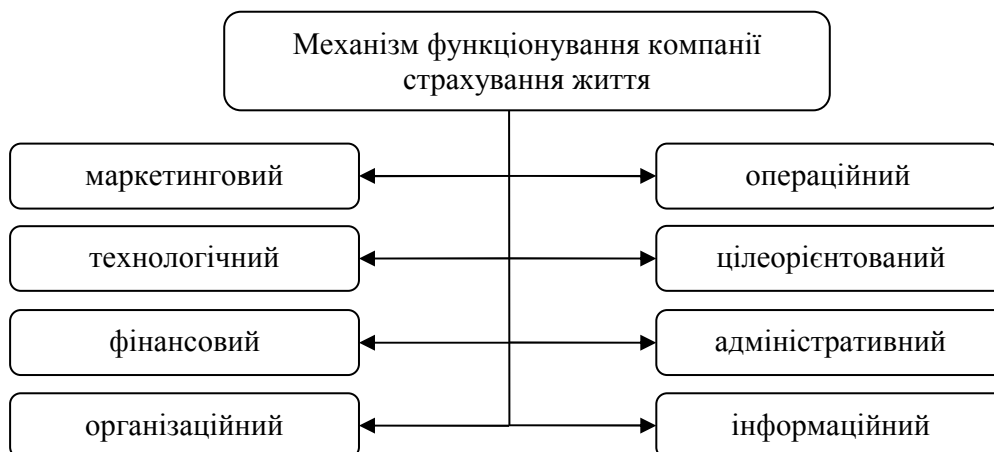 Механізм функціонування компанії
страхування життя
маркетинговий
операційний
технологічний
цілеорієнтований
фінансовий
адміністративний
організаційний
інформаційний